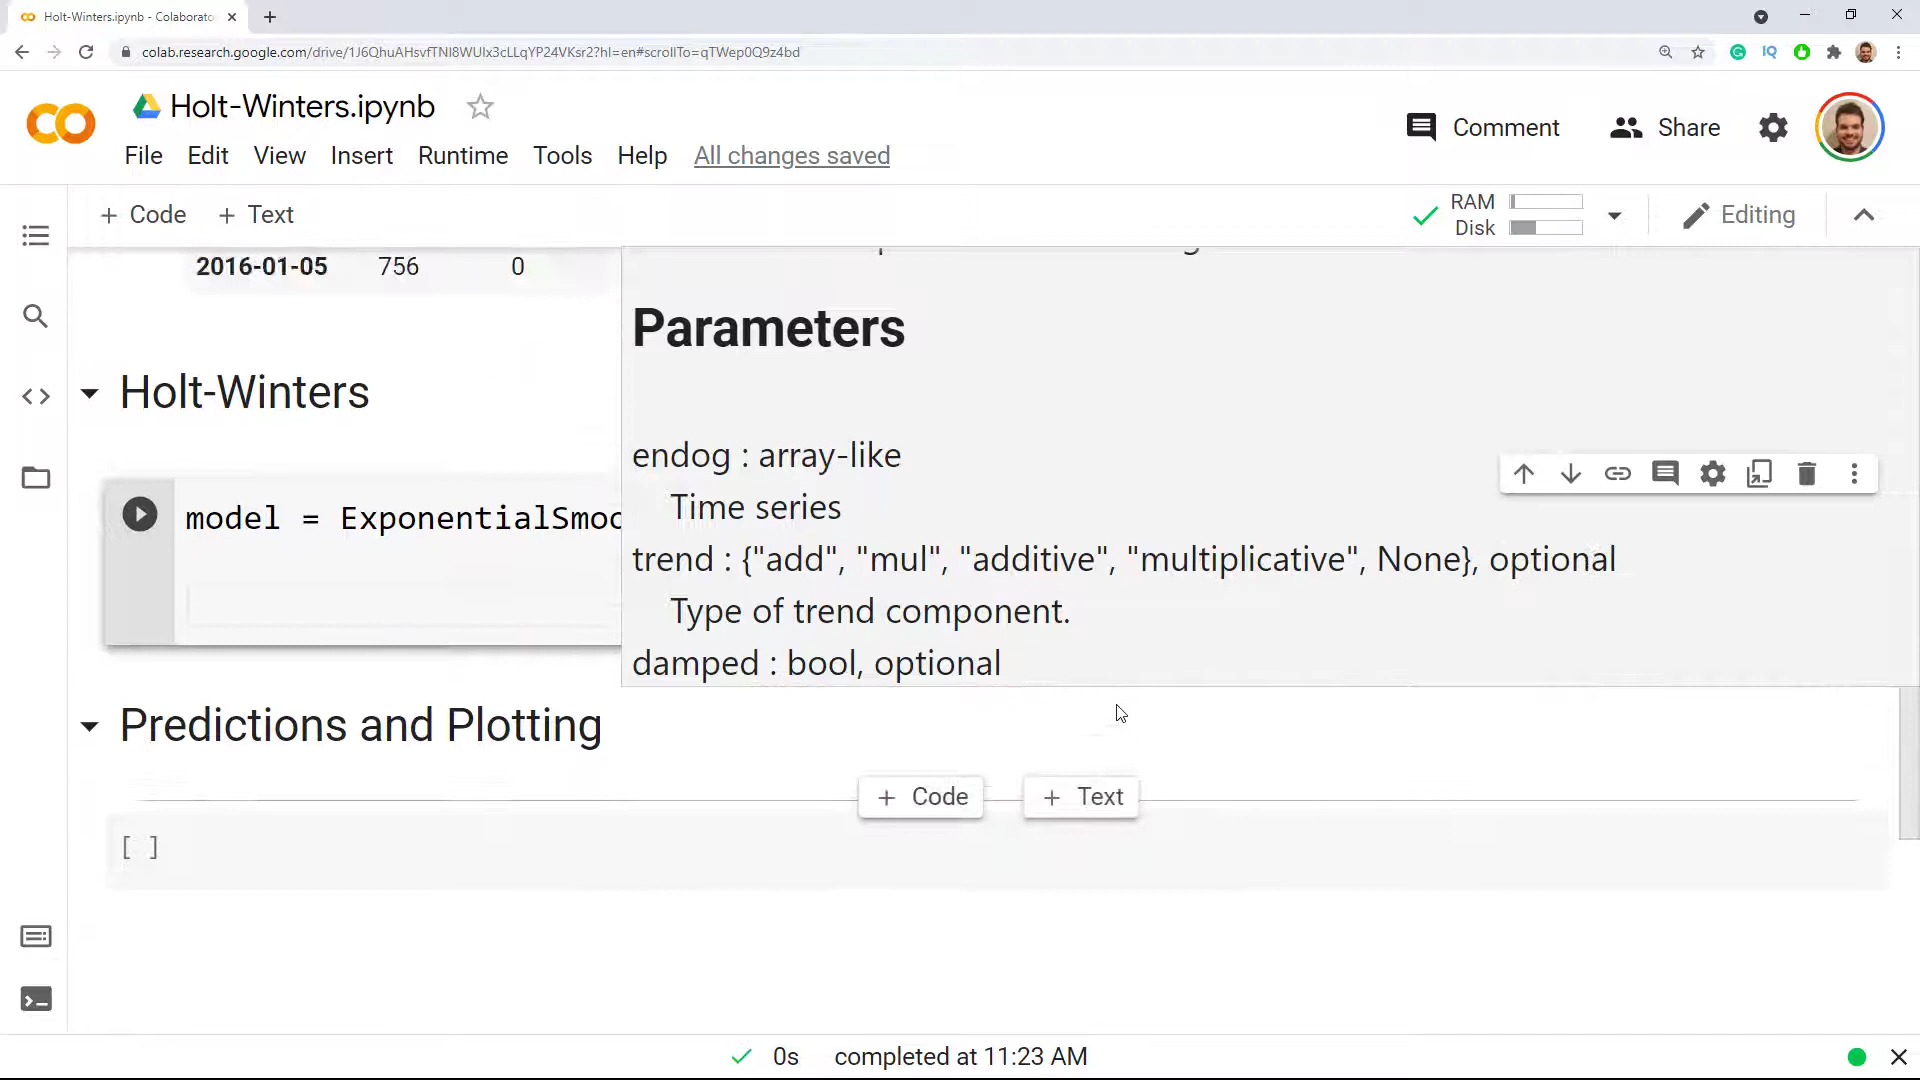 Holt-Winters.ipynb - Colaborato
colab.research.google.com/drive/1J6QhuAHsvfTNI8WUlx3cLLqYP24VKsr2?hl=en#scrollTo=qTWep0Q9z4bd
Holt-Winters.ipynb
Comment
Share
File Edit View Insert Runtime Tools Help All changes saved
+ Code + Text
RAM
Disk
Editing
2016-01-05 756 0
Parameters
Holt-Winters
endog : array-like
Time series
model = ExponentialSmoo
trend : {"add", "mul", "additive", "multiplicative", None}, optional
Type of trend component.
damped : bool, optional
Predictions and Plotting
+ Code + Text
[ ]
0s completed at 11:23 AM